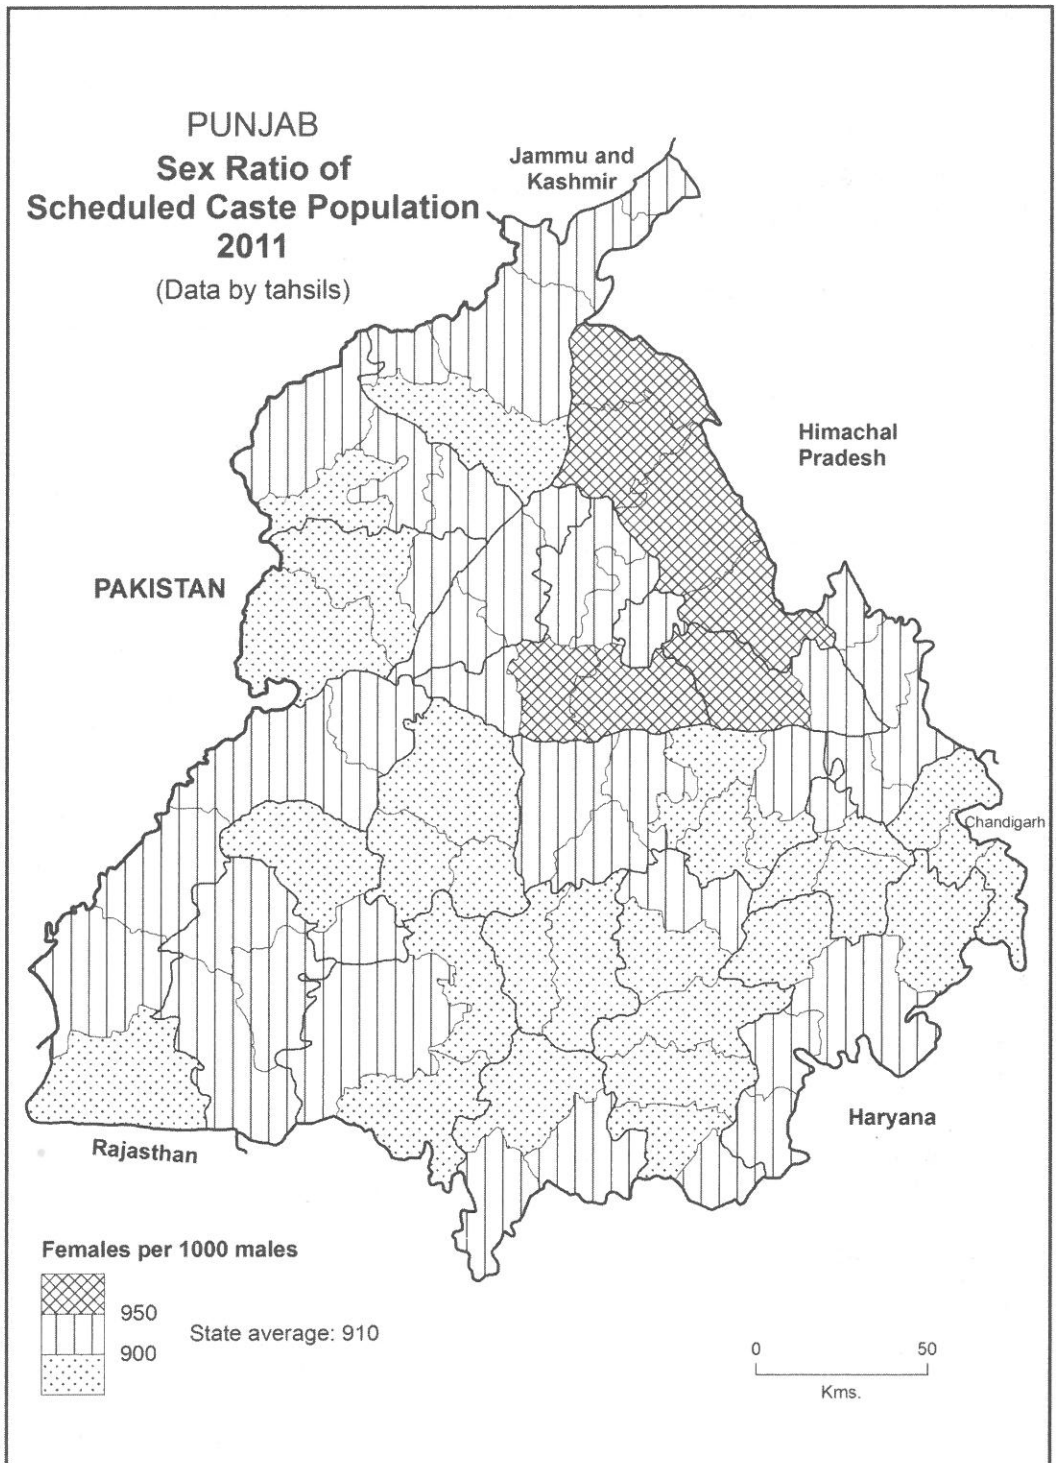 PUNJAB
Sex Ratio of
Scheduled Caste Population
2011
(Data by tahsils)
Jammu and
Kashmir
Himachal
Pradesh
PAKISTAN
Chandigarh
Haryana
Rajasthan
Females per 1000 males
950
900
State average: 910
0 50
Kms.